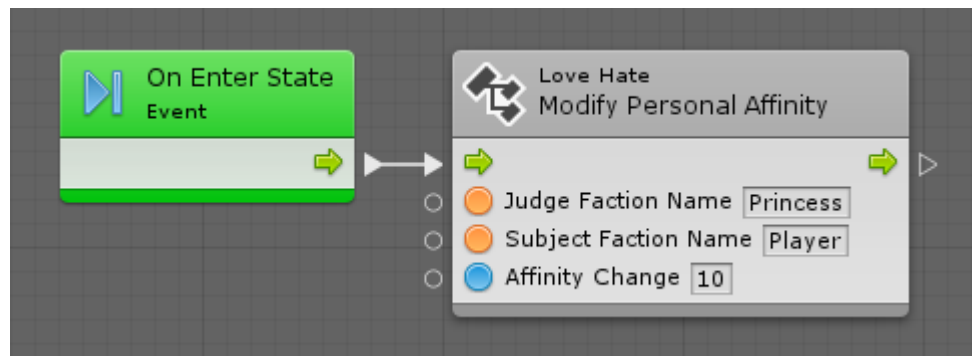 On Enter State
Event
Love Hate
Modify Personal Affinity
Judge Faction Name Princess
Subject Faction Name Player
Affinity Change 10